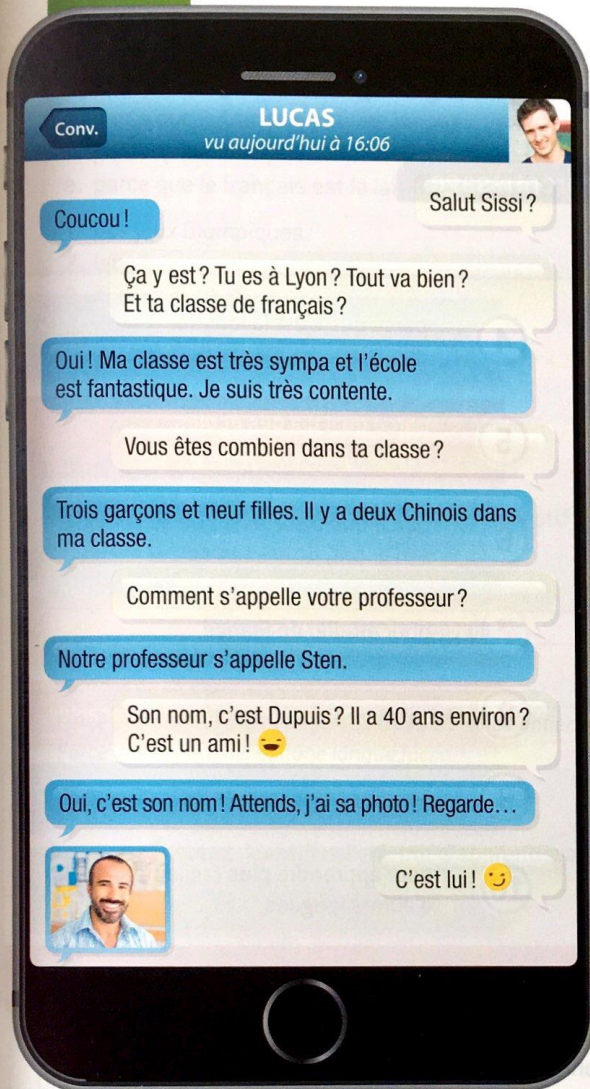 Conv.
LUCAS
vu aujourd'hui à 16:06
Salut Sissi ?
Coucou !
Ça y est ? Tu es à Lyon ? Tout va bien ?
Et ta classe de français ?
Oui ! Ma classe est très sympa et l'école
est fantastique. Je suis très contente.
Vous êtes combien dans ta classe ?
Trois garçons et neuf filles. Il y a deux Chinois dans
ma classe.
Comment s'appelle votre professeur ?
Notre professeur s'appelle Sten.
Son nom, c'est Dupuis ? Il a 40 ans environ ?
C'est un ami !
Oui, c'est son nom ! Attends, j'ai sa photo ! Regarde…
C'est lui !